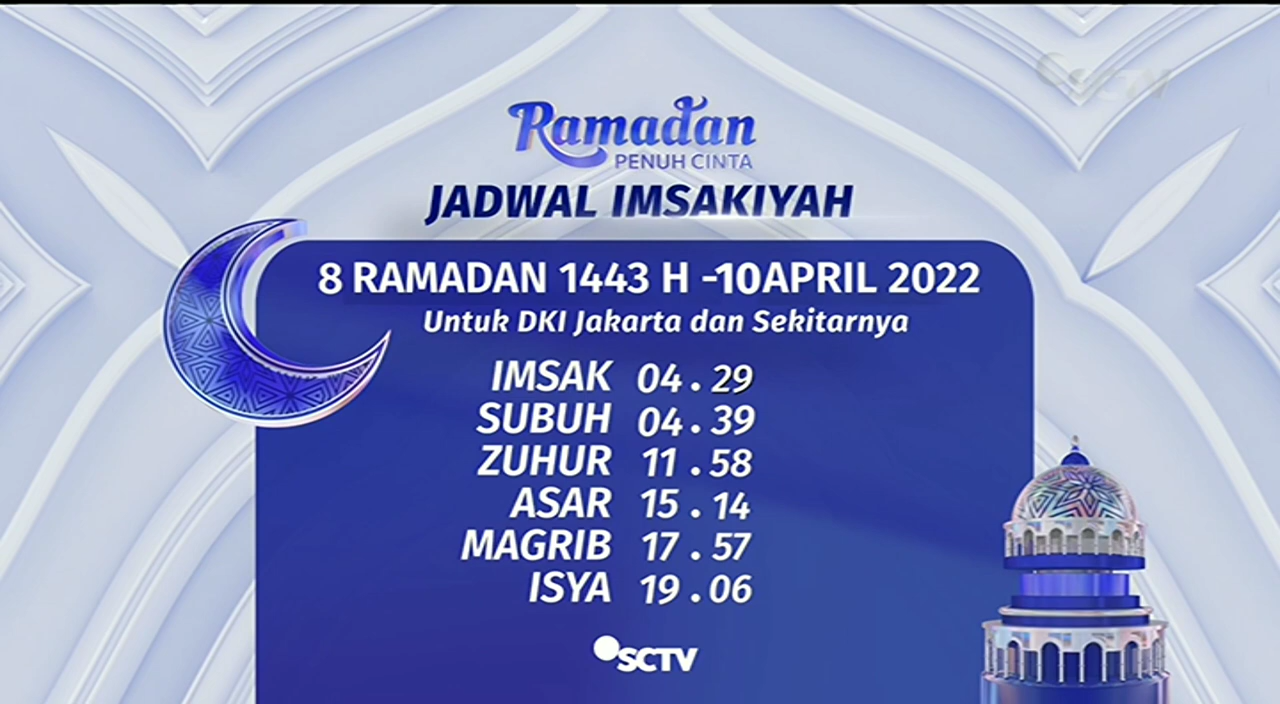 SCTV
Ramadan
PENUH CINTA
JADWAL IMSAKIYAH
8 RAMADAN 1443 H -10APRIL 2022
Untuk DKI Jakarta dan Sekitarnya
IMSAK 04.29
SUBUH 04.39
ZUHUR 11.58
ASAR 15.14
MAGRIB 17.57
ISYA 19.06
SCTV